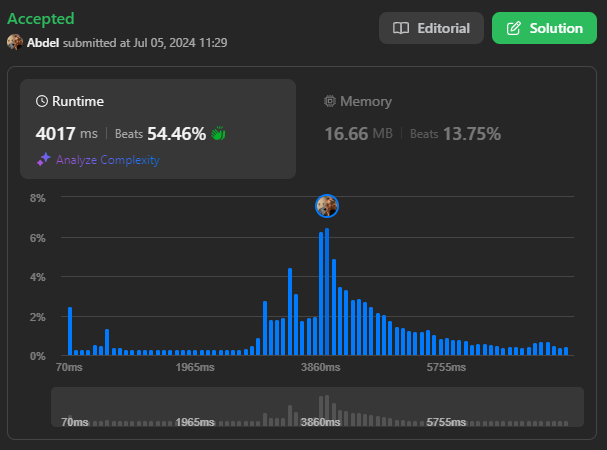 Accepted
Abdel submitted at Jul 05, 2024 11:29
Editorial
Solution
Runtime
4017 ms Beats 54.46%
Analyze Complexity
Memory
16.66 MB Beats 13.75%
8%
6%
4%
2%
0%
70ms 1965ms 3860ms 5755ms
70ms 1965ms 3860ms 5755ms